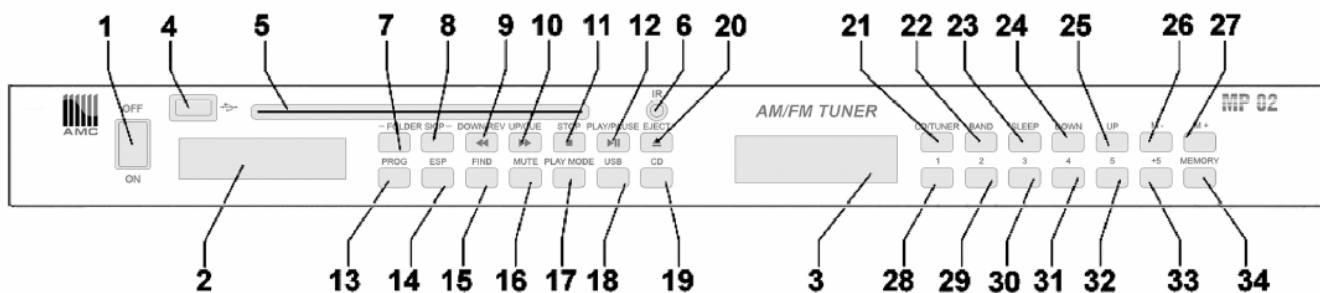 1 4 5 7 8 9 10 11 12 6 20 21 22 23 24 25 26 27
OFF IR AM/FM TUNER MP 02
AMC
– FOLDER SKIP – DOWN/REV UP/CUE STOP PLAY/PAUSE EJECT CD/TUNER BAND SLEEP DOWN UP M - M +
PROG ESP FIND MUTE PLAY MODE USB CD 1 2 3 4 5 +5 MEMORY
ON
2 13 14 15 16 17 18 19 3 28 29 30 31 32 33 34